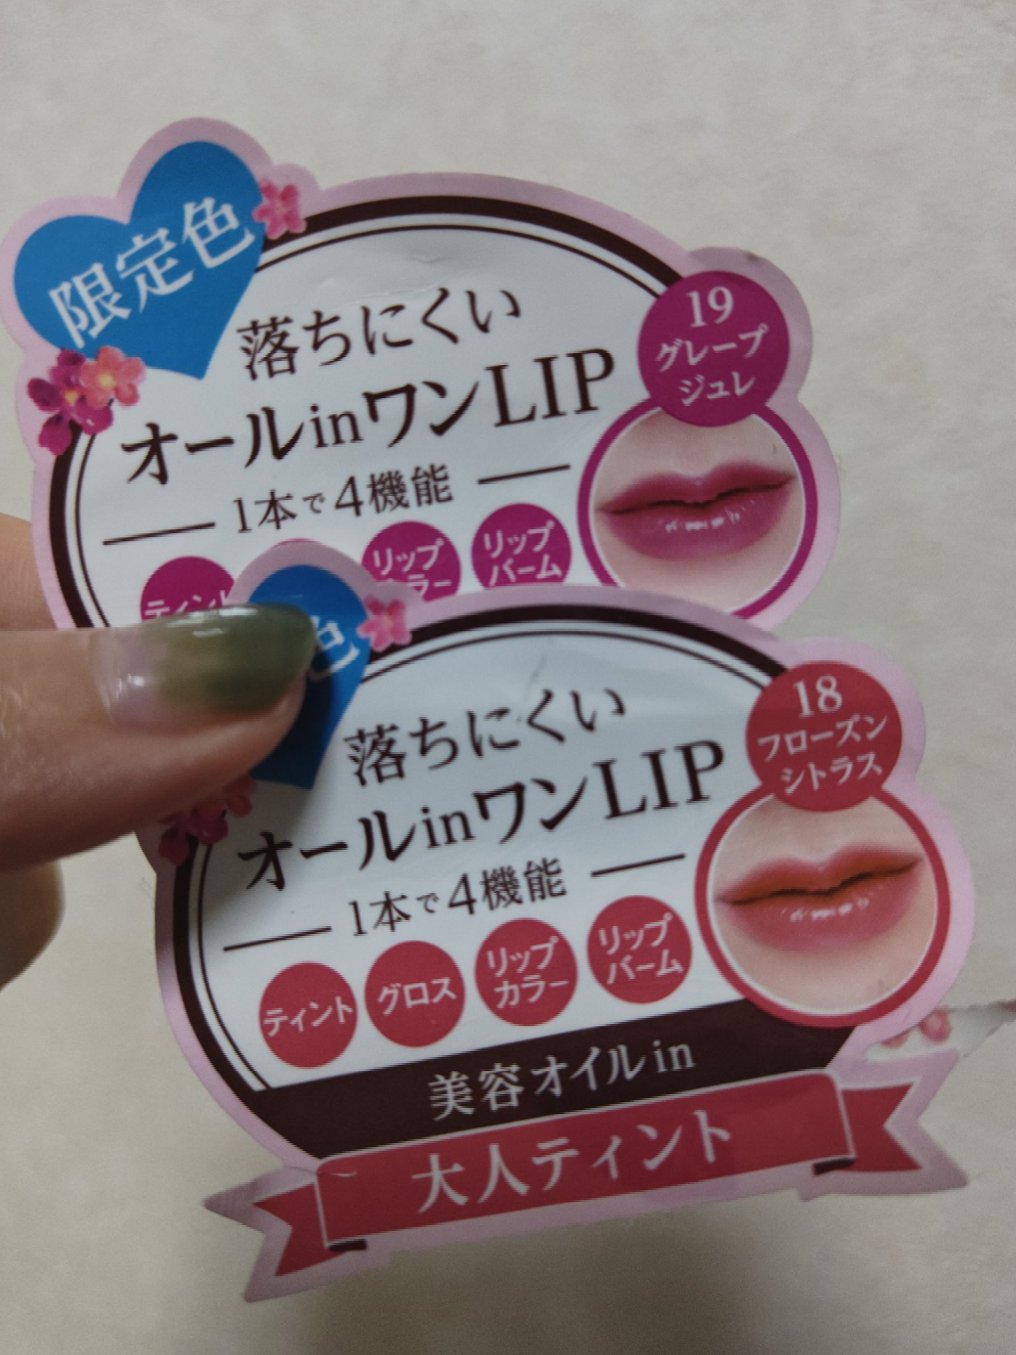 限定色
落ちにくい
オールinワンLIP
1本で4機能
19
グレープ
ジュレ
ティント
リップ
リップ
バーム
色
落ちにくい
オールinワンLIP
1本で4機能
18
フローズン
シトラス
ティント
グロス
リップ
カラー
リップ
バーム
美容オイルin
大人ティント